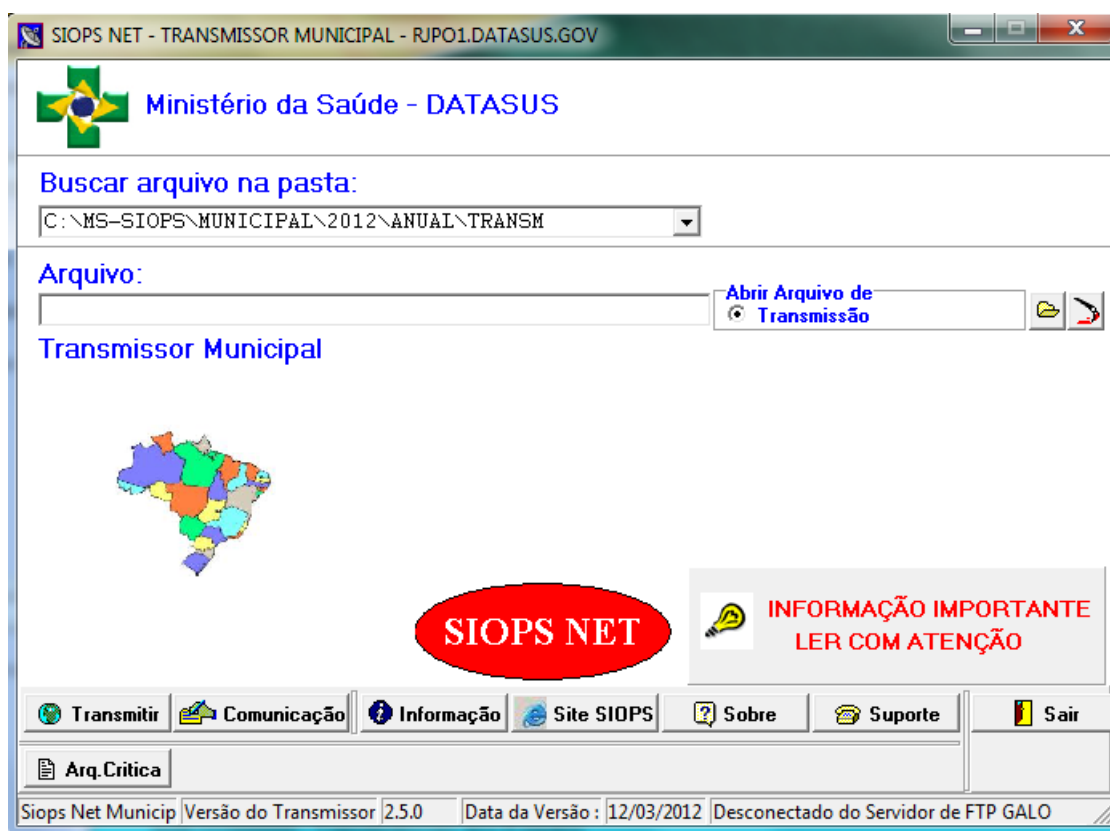 SIOPS NET - TRANSMISSOR MUNICIPAL - RJPO1.DATASUS.GOV
Ministério da Saúde - DATASUS
Buscar arquivo na pasta:
C:\MS-SIOPS\MUNICIPAL\2012\ANUAL\TRANSM
Arquivo:
Abrir Arquivo de
Transmissão
Transmissor Municipal
SIOPS NET
INFORMAÇÃO IMPORTANTE
LER COM ATENÇÃO
Transmitir Comunicação Informação Site SIOPS Sobre Suporte Sair
Arq.Critica
Siops Net Municip Versão do Transmissor 2.5.0 Data da Versão : 12/03/2012 Desconectado do Servidor de FTP GALO